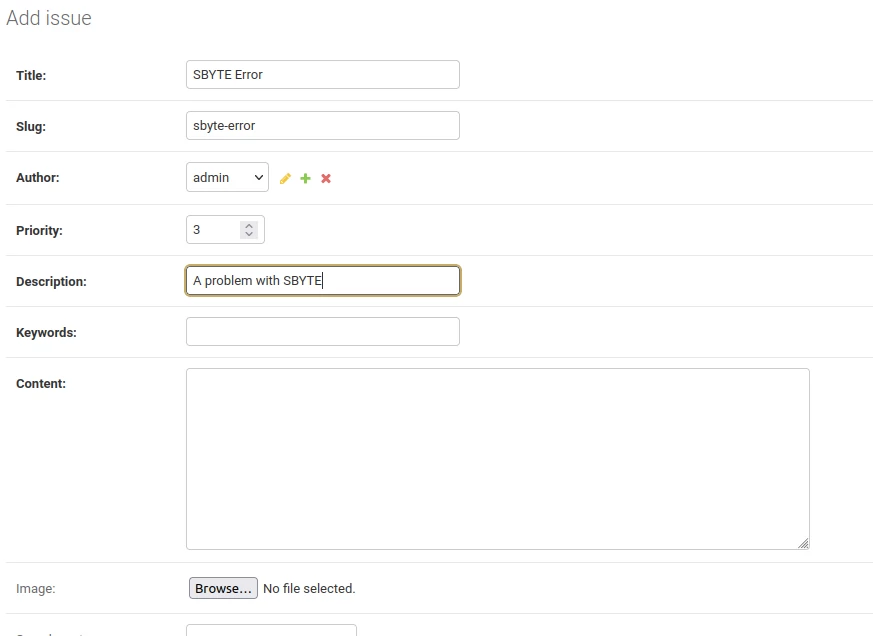 Add issue
Title: SBYTE Error
Slug: sbyte-error
Author: admin
Priority: 3
Description: A problem with SBYTE
Keywords:
Content:
Image: Browse... No file selected.